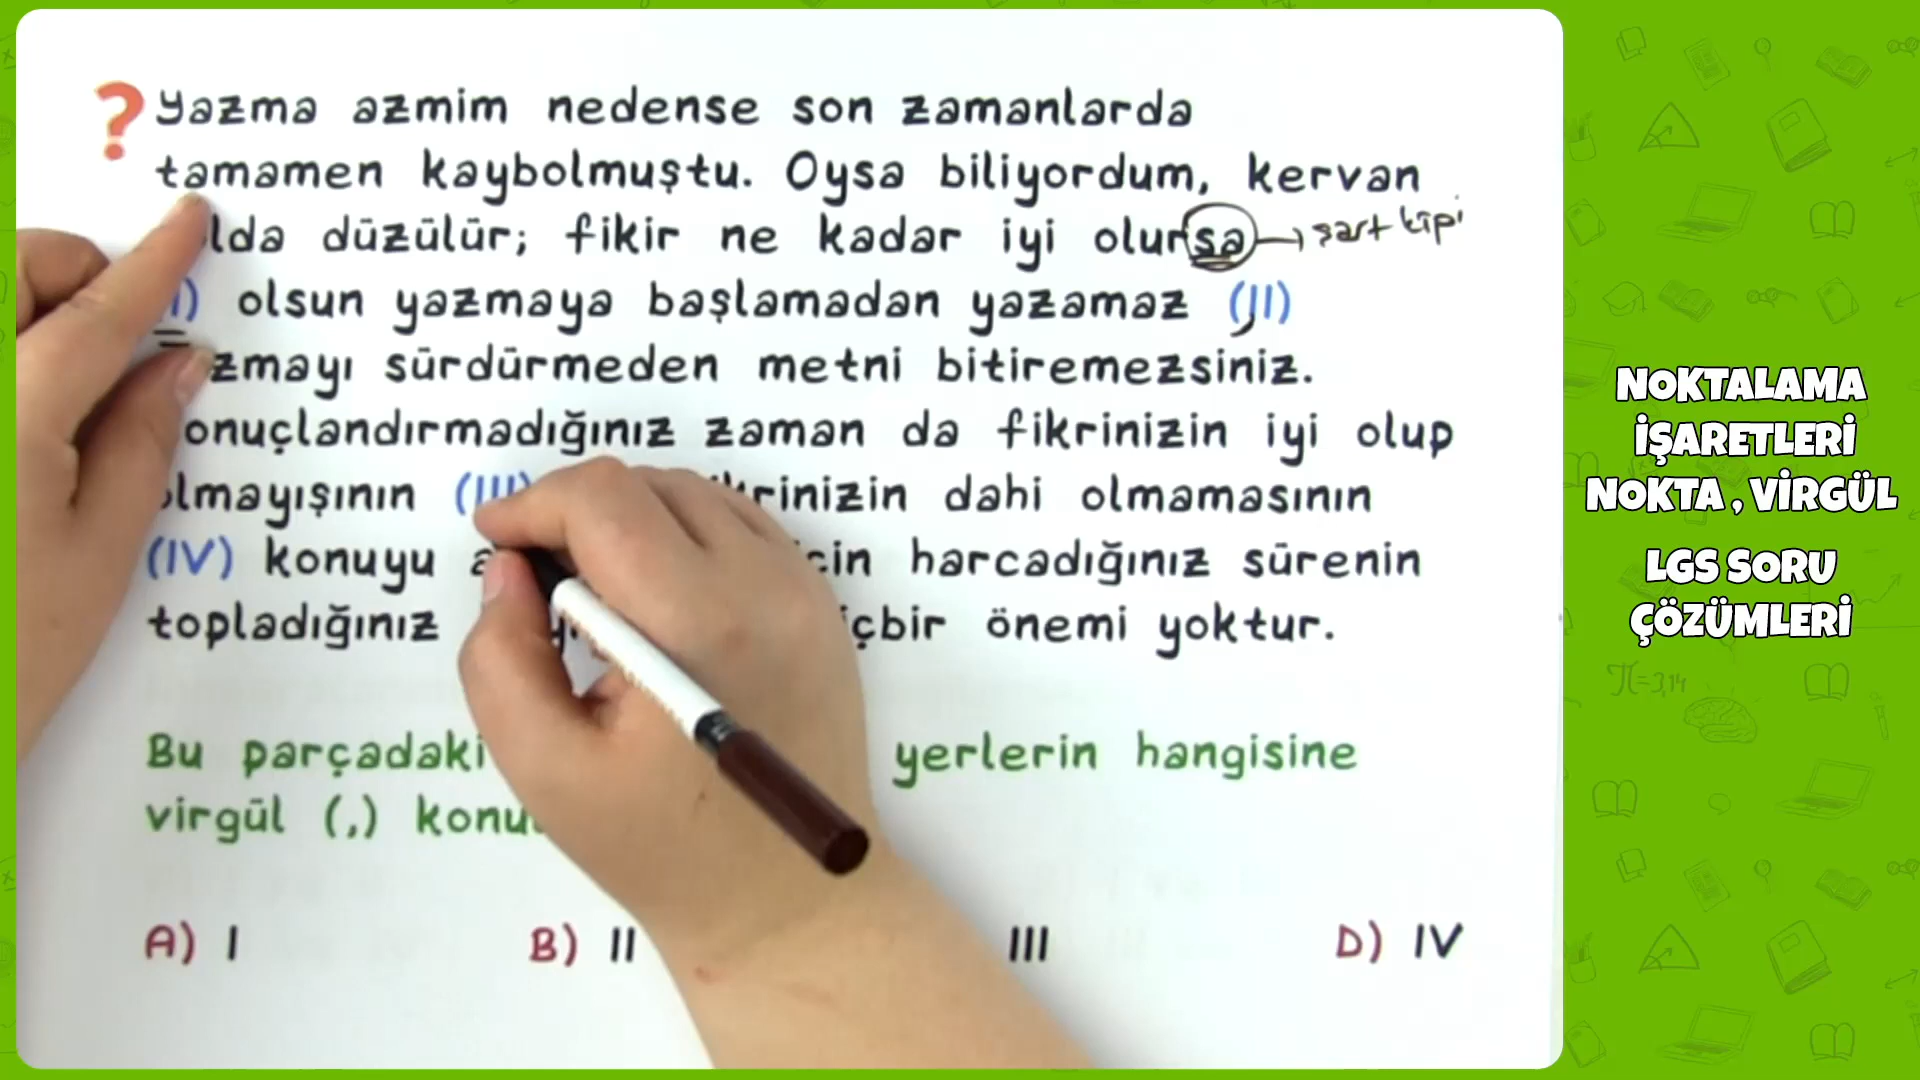 ? Yazma azmim nedense son zamanlarda
tamamen kaybolmuştu. Oysa biliyordum, kervan
lda düzülür; fikir ne kadar iyi olursa → şart kipi
I) olsun yazmaya başlamadan yazamaz (II) ,
zmayı sürdürmeden metni bitiremezsiniz.
onuçlandırmadığınız zaman da fikrinizin iyi olup
lmayışının (III) krinizin dahi olmamasının
(IV) konuyu için harcadığınız sürenin
topladığınız içbir önemi yoktur.
Bu parçadaki yerlerin hangisine
virgül (,) konu
A) I B) II III D) IV
NOKTALAMA
İŞARETLERİ
NOKTA , VİRGÜL
LGS SORU
ÇÖZÜMLERİ